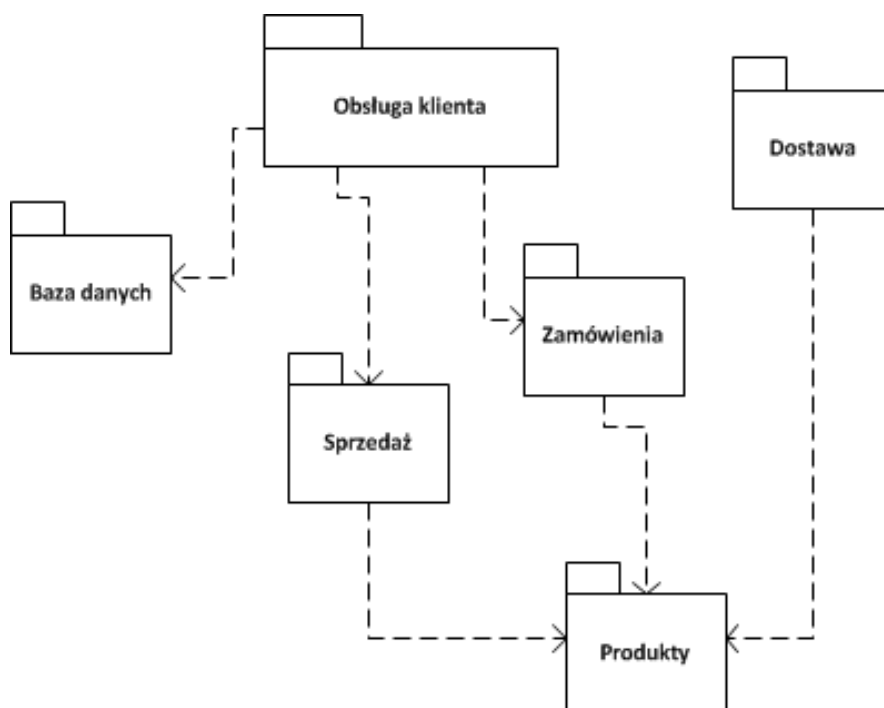 Obsługa klienta
Dostawa
Baza danych
Zamówienia
Sprzedaż
Produkty